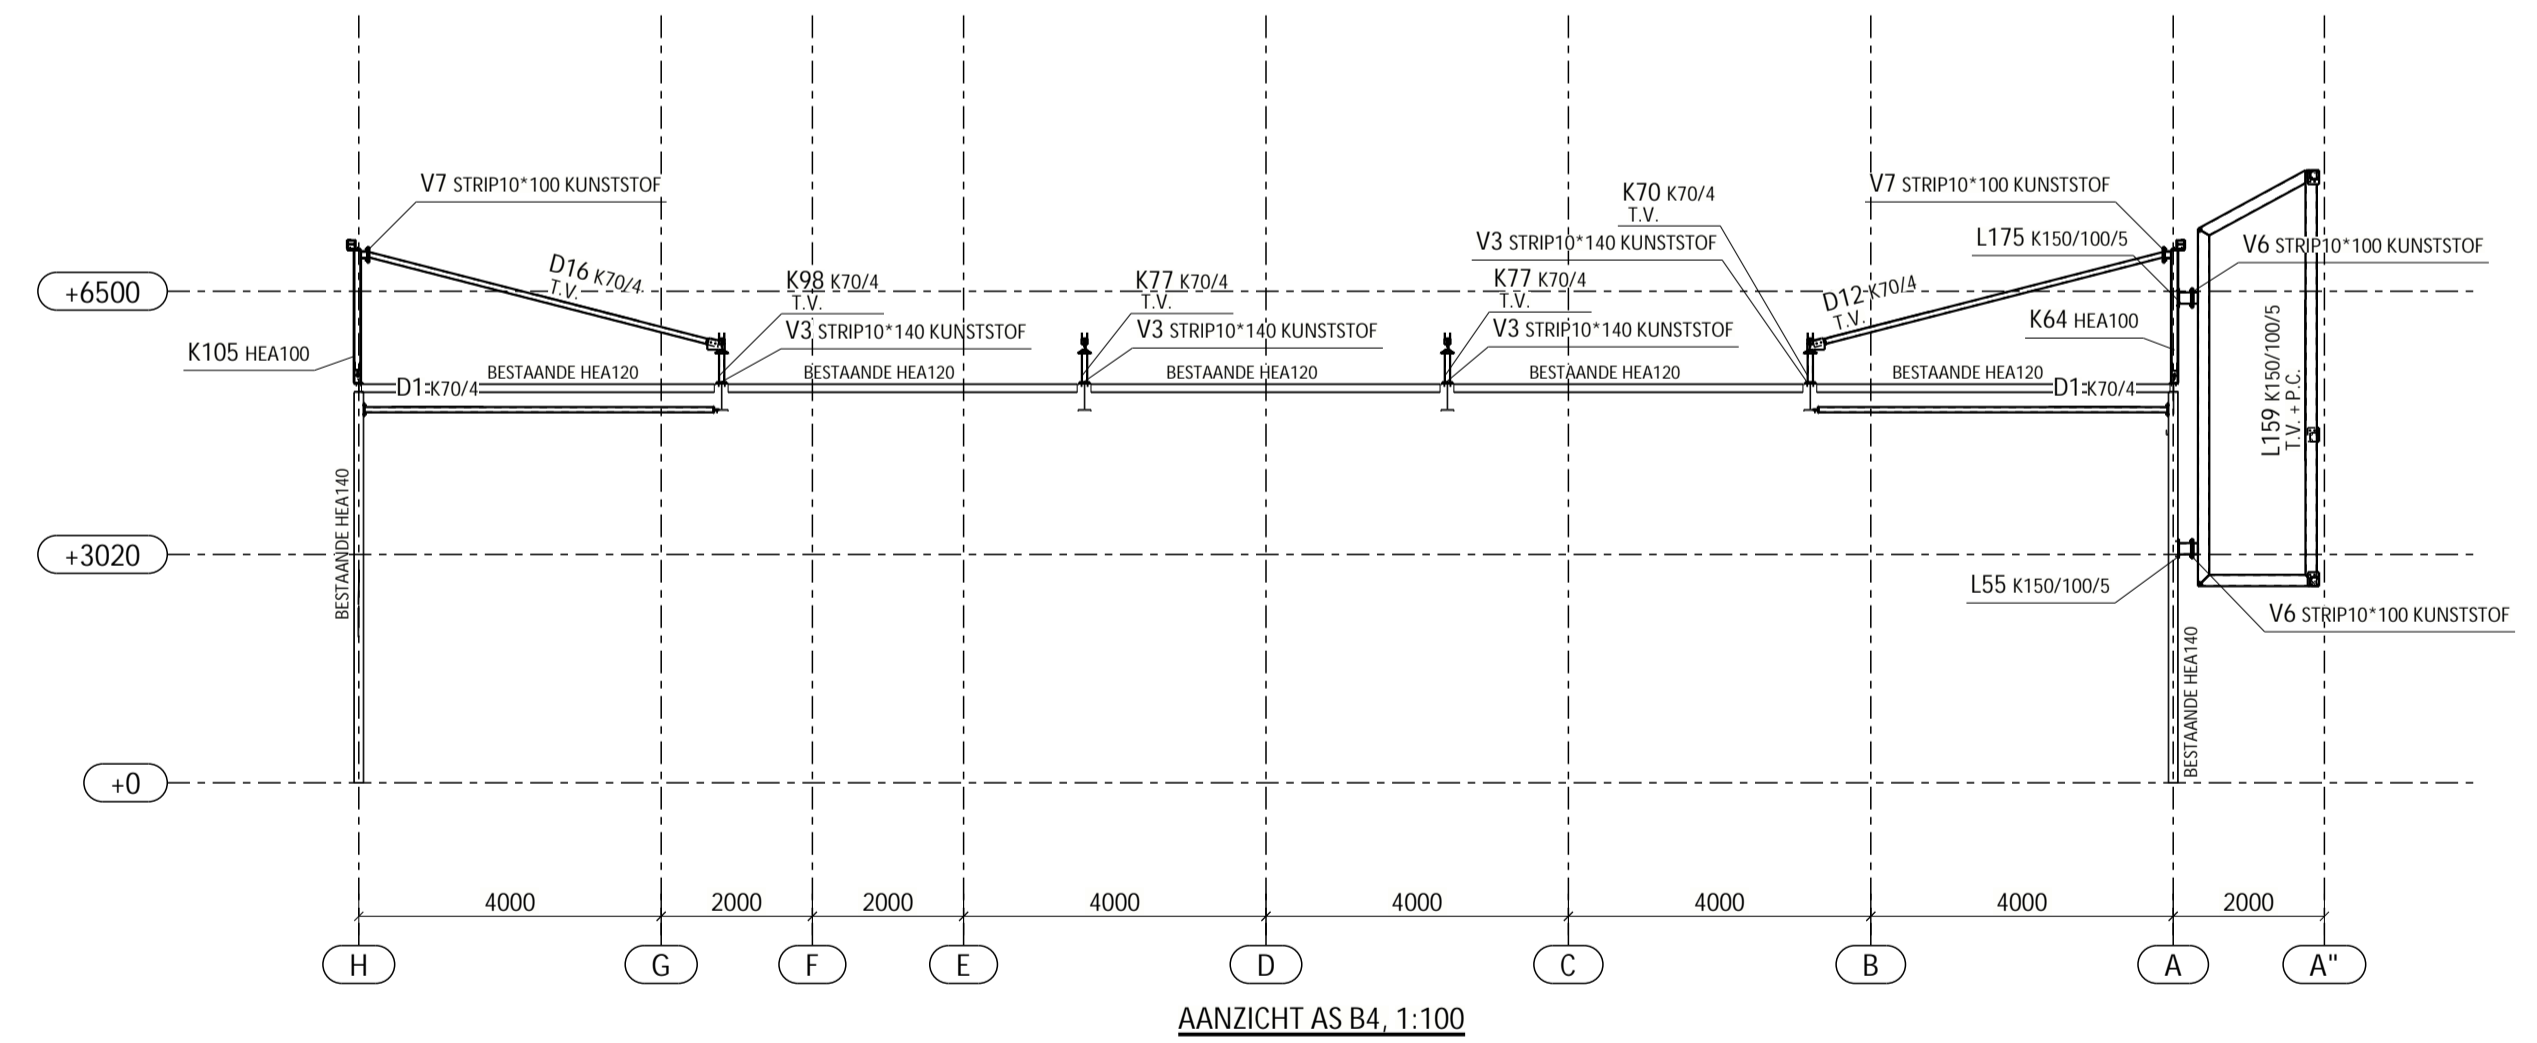 K70 K70/4
T.V.
V7 STRIP10*100 KUNSTSTOF
V7 STRIP10*100 KUNSTSTOF
V3 STRIP10*140 KUNSTSTOF
L175 K150/100/5
V6 STRIP10*100 KUNSTSTOF
+6500
D16 K70/4
T.V.
K98 K70/4
T.V.
K77 K70/4
T.V.
K77 K70/4
T.V.
D12 K70/4
T.V.
V3 STRIP10*140 KUNSTSTOF
V3 STRIP10*140 KUNSTSTOF
V3 STRIP10*140 KUNSTSTOF
K64 HEA100
K105 HEA100
BESTAANDE HEA120
BESTAANDE HEA120
BESTAANDE HEA120
BESTAANDE HEA120
BESTAANDE HEA120
D1 K70/4
D1 K70/4
L159 K150/100/5
T.V. + P.C.
BESTAANDE HEA140
+3020
L55 K150/100/5
V6 STRIP10*100 KUNSTSTOF
BESTAANDE HEA140
+0
4000 2000 2000 4000 4000 4000 4000 2000
H G F E D C B A A"
AANZICHT AS B4, 1:100